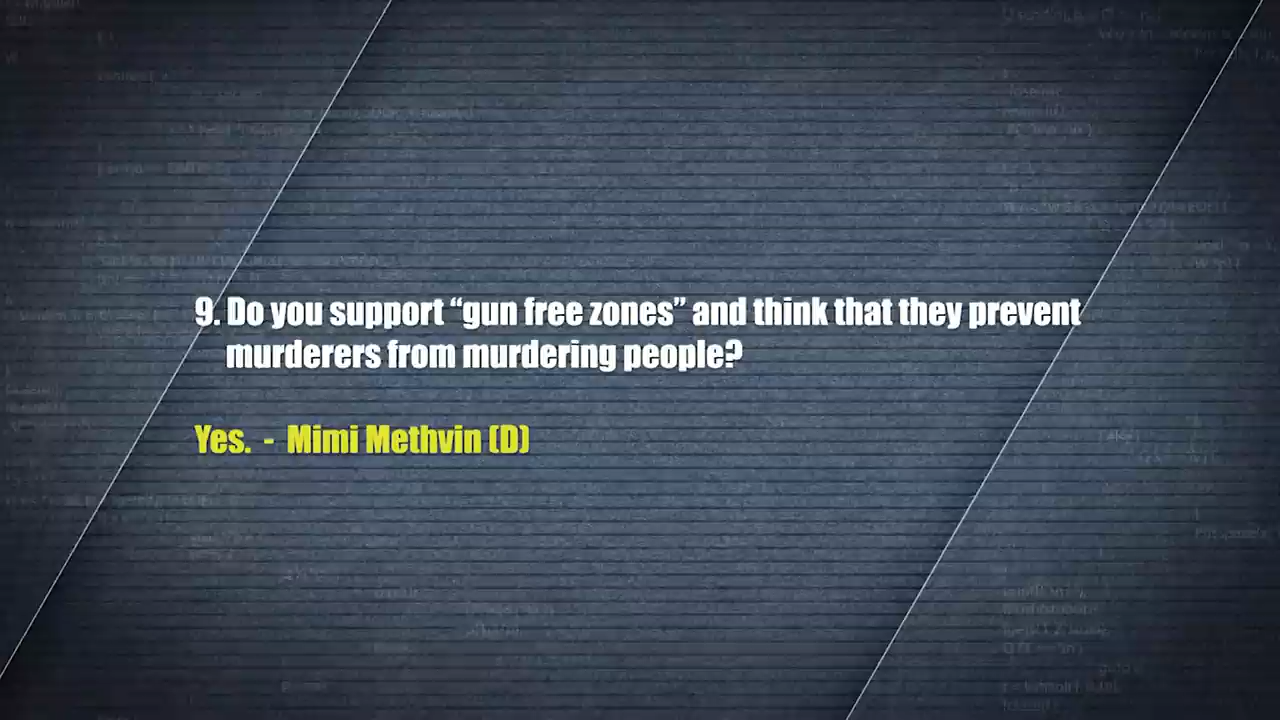 9. Do you support “gun free zones” and think that they prevent
murderers from murdering people?
Yes. - Mimi Methvin (D)